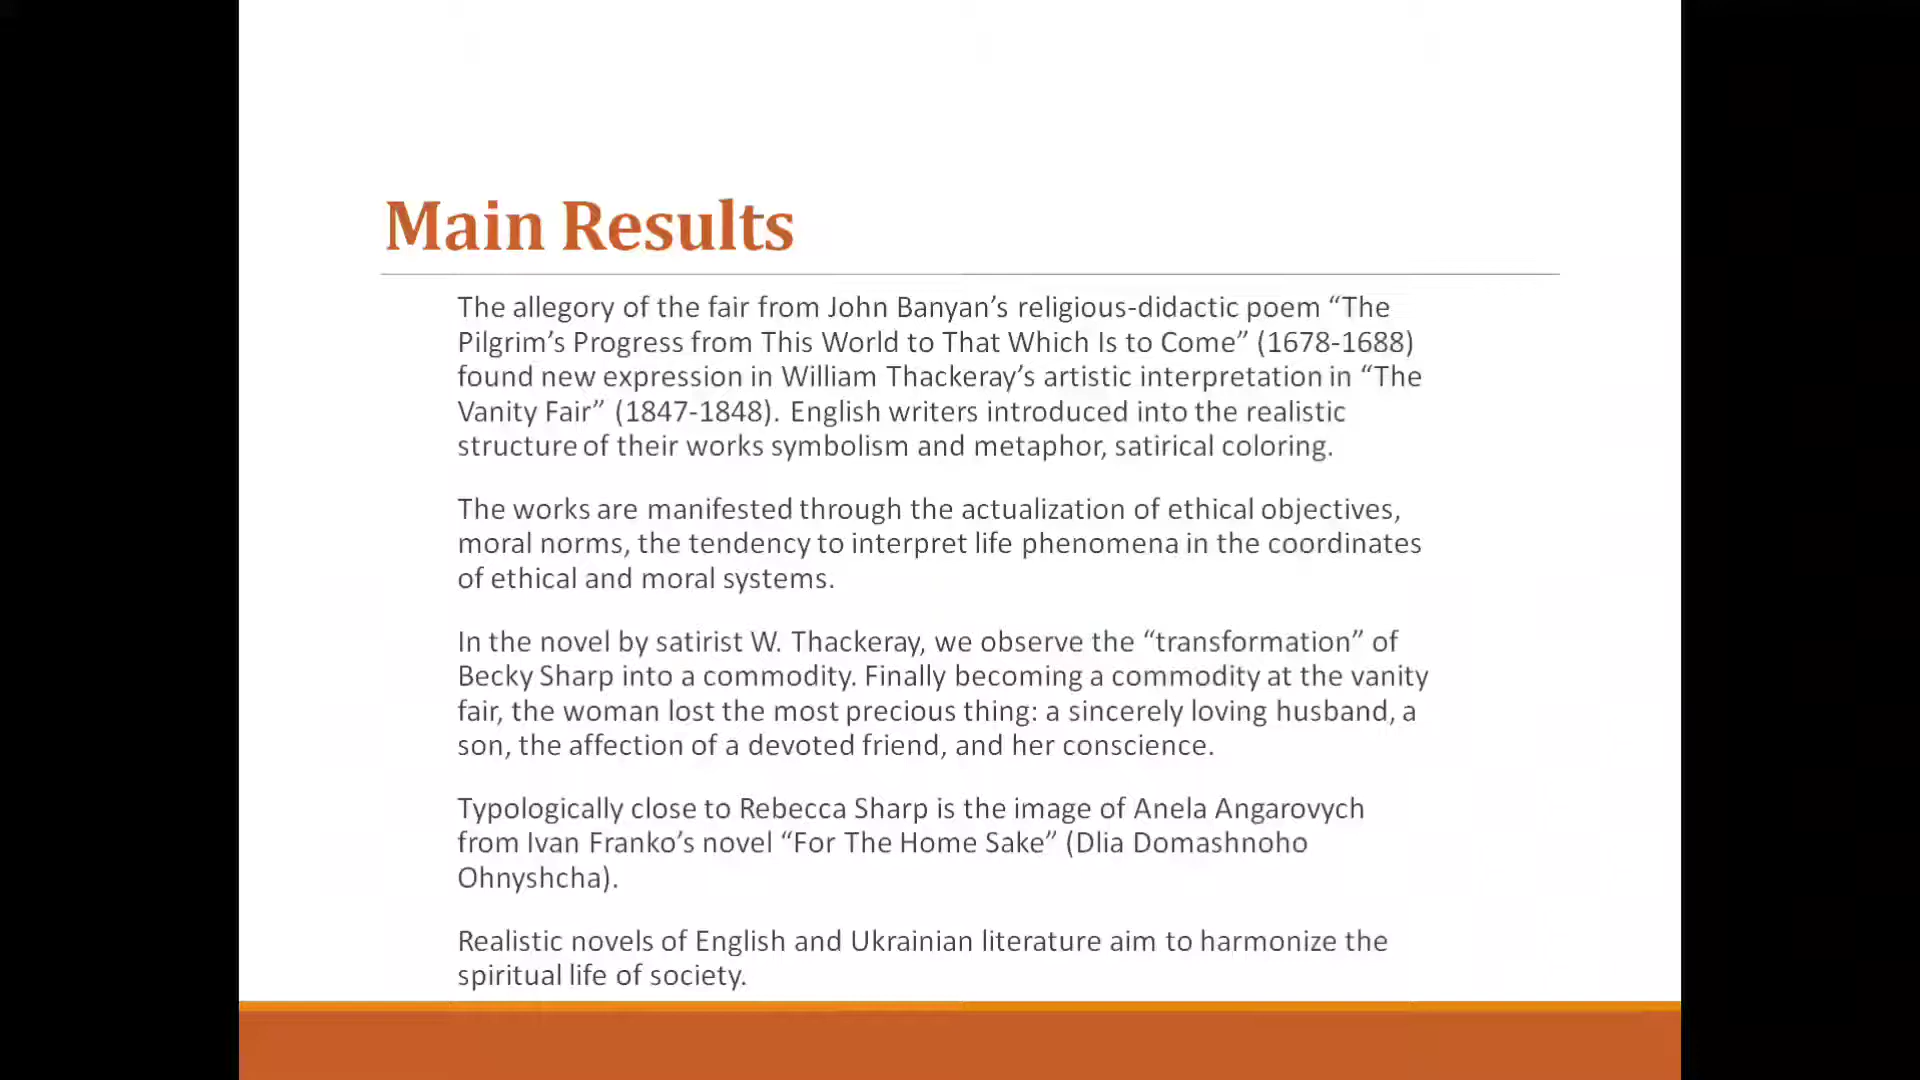 Main Results
The allegory of the fair from John Banyan’s religious-didactic poem “The
Pilgrim’s Progress from This World to That Which Is to Come” (1678-1688)
found new expression in William Thackeray’s artistic interpretation in “The
Vanity Fair” (1847-1848). English writers introduced into the realistic
structure of their works symbolism and metaphor, satirical coloring.
The works are manifested through the actualization of ethical objectives,
moral norms, the tendency to interpret life phenomena in the coordinates
of ethical and moral systems.
In the novel by satirist W. Thackeray, we observe the “transformation” of
Becky Sharp into a commodity. Finally becoming a commodity at the vanity
fair, the woman lost the most precious thing: a sincerely loving husband, a
son, the affection of a devoted friend, and her conscience.
Typologically close to Rebecca Sharp is the image of Anela Angarovych
from Ivan Franko’s novel “For The Home Sake” (Dlia Domashnoho
Ohnyshcha).
Realistic novels of English and Ukrainian literature aim to harmonize the
spiritual life of society.